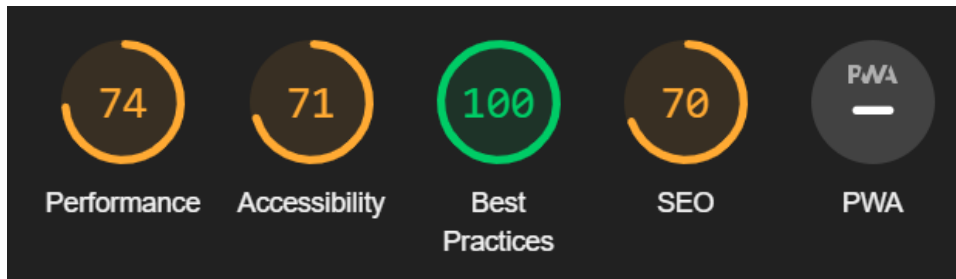 74 71 100 70 PWA
Performance Accessibility Best SEO PWA
Practices